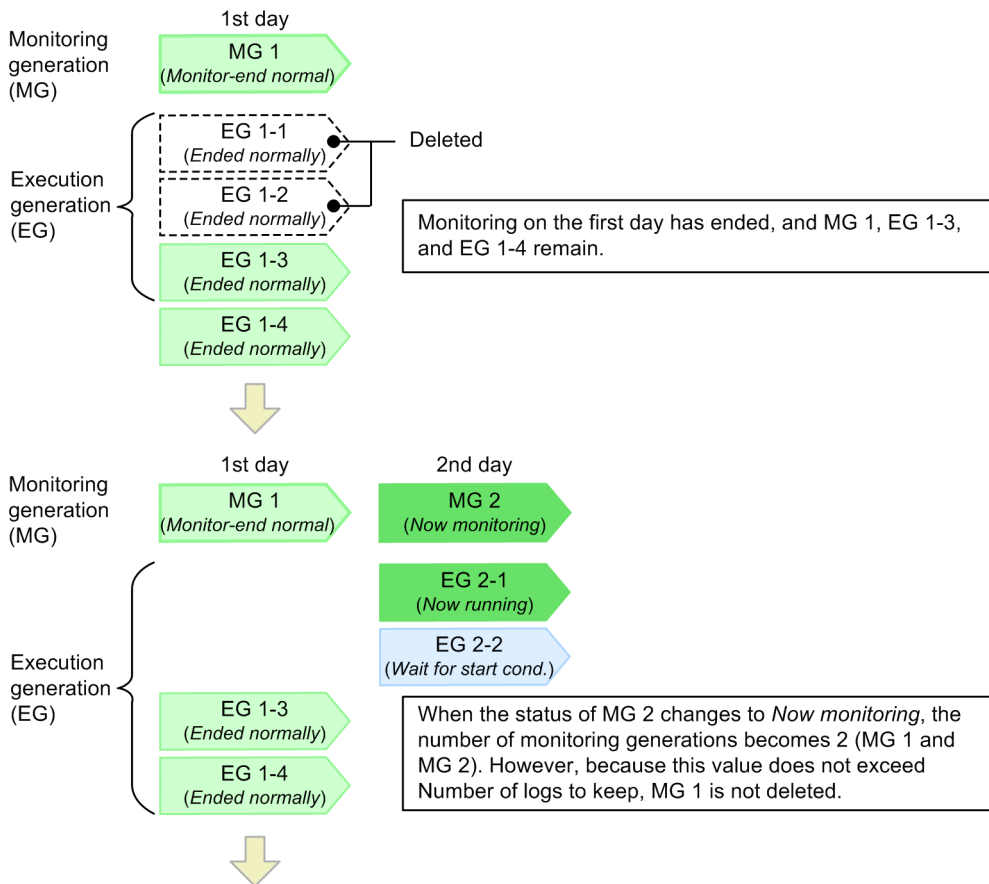 1st day
Monitoring
generation
(MG)
MG 1
(Monitor-end normal)
EG 1-1
(Ended normally)
Deleted
Execution
generation
(EG)
EG 1-2
(Ended normally)
Monitoring on the first day has ended, and MG 1, EG 1-3,
and EG 1-4 remain.
EG 1-3
(Ended normally)
EG 1-4
(Ended normally)
1st day
2nd day
Monitoring
generation
(MG)
MG 1
(Monitor-end normal)
MG 2
(Now monitoring)
EG 2-1
(Now running)
EG 2-2
(Wait for start cond.)
Execution
generation
(EG)
EG 1-3
(Ended normally)
EG 1-4
(Ended normally)
When the status of MG 2 changes to Now monitoring, the
number of monitoring generations becomes 2 (MG 1 and
MG 2). However, because this value does not exceed
Number of logs to keep, MG 1 is not deleted.